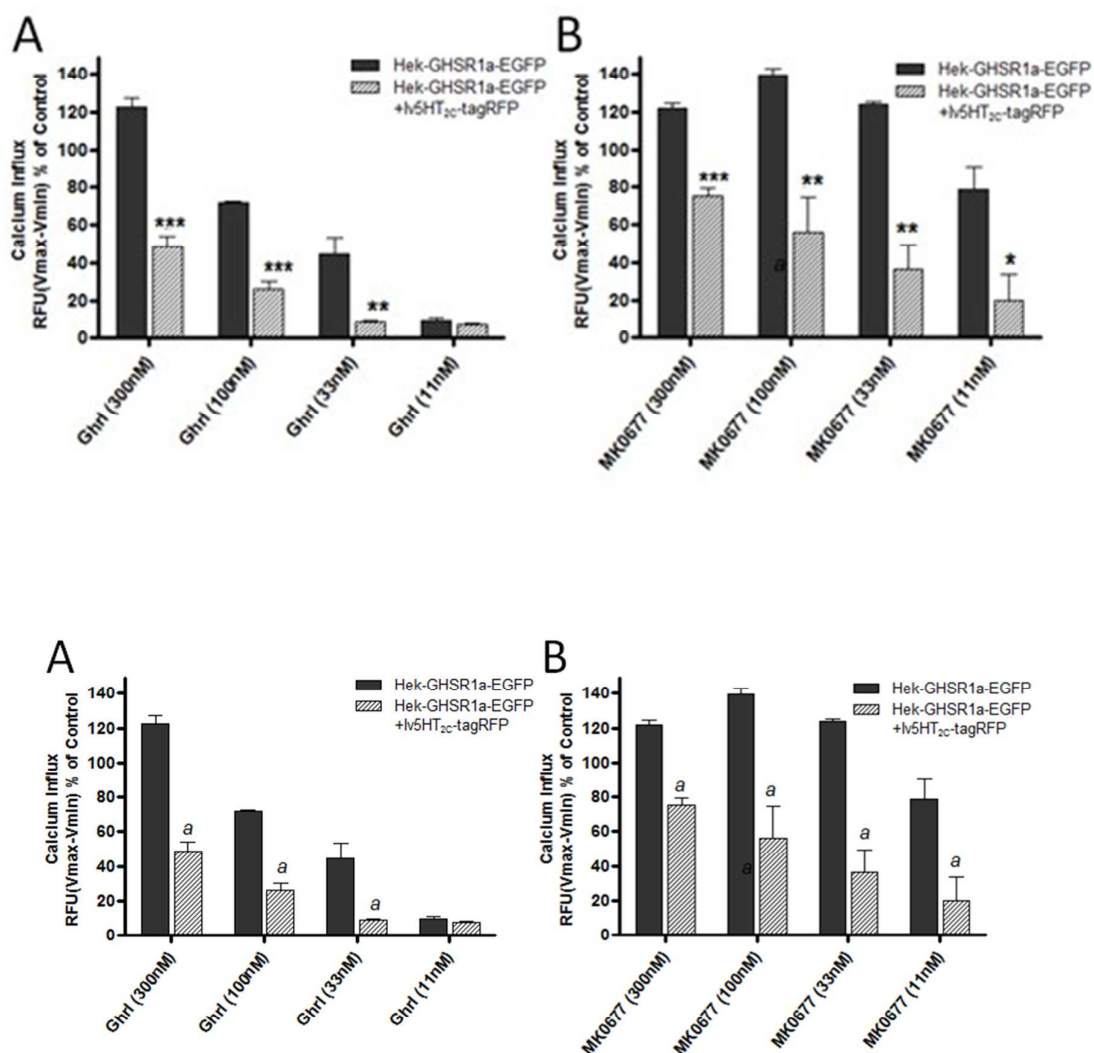 A
Calcium Influx
RFU(Vmax-Vmin) % of Control
140
120
100
80
60
40
20
0
Hek-GHSR1a-EGFP
Hek-GHSR1a-EGFP
+lv5HT2C-tagRFP
***
***
**
Ghrl (300nM)
Ghrl (100nM)
Ghrl (33nM)
Ghrl (11nM)
B
Calcium Influx
RFU(Vmax-Vmin) % of Control
140
120
100
80
60
40
20
0
Hek-GHSR1a-EGFP
Hek-GHSR1a-EGFP
+lv5HT2C-tagRFP
***
**
**
*
a
MK0677 (300nM)
MK0677 (100nM)
MK0677 (33nM)
MK0677 (11nM)
A
Calcium Influx
RFU(Vmax-Vmin) % of Control
140
120
100
80
60
40
20
0
Hek-GHSR1a-EGFP
Hek-GHSR1a-EGFP
+lv5HT2C-tagRFP
a
a
a
Ghrl (300nM)
Ghrl (100nM)
Ghrl (33nM)
Ghrl (11nM)
B
Calcium Influx
RFU(Vmax-Vmin) % of Control
140
120
100
80
60
40
20
0
Hek-GHSR1a-EGFP
Hek-GHSR1a-EGFP
+lv5HT2C-tagRFP
a
a
a
a
a
MK0677 (300nM)
MK0677 (100nM)
MK0677 (33nM)
MK0677 (11nM)